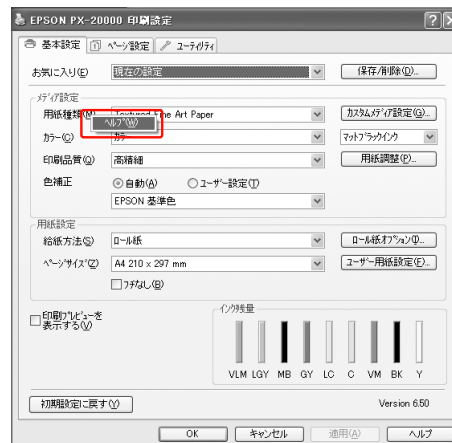 EPSON PX-20000 印刷設定
基本設定 ページ設定 ユーティリティ
お気に入り(E) 現在の設定 保存/削除(D)...
メディア設定
用紙種類(M) Textured Fine Art Paper カスタムメディア設定(G)...
ヘルプ(W)
カラー(C) カラー マットブラックインク
印刷品質(Q) 高精細 用紙調整(P)...
色補正 自動(A) ユーザー設定(T)
EPSON 基準色
用紙設定
給紙方法(S) ロール紙 ロール紙オプション(I)...
ページサイズ(Z) A4 210 x 297 mm ユーザー用紙設定(F)...
フチなし(B)
印刷プレビューを
表示する(V)
インク残量
VLM LGY MB GY LC C VM BK Y
初期設定に戻す(Y) Version 6.50
OK キャンセル 適用(A) ヘルプ